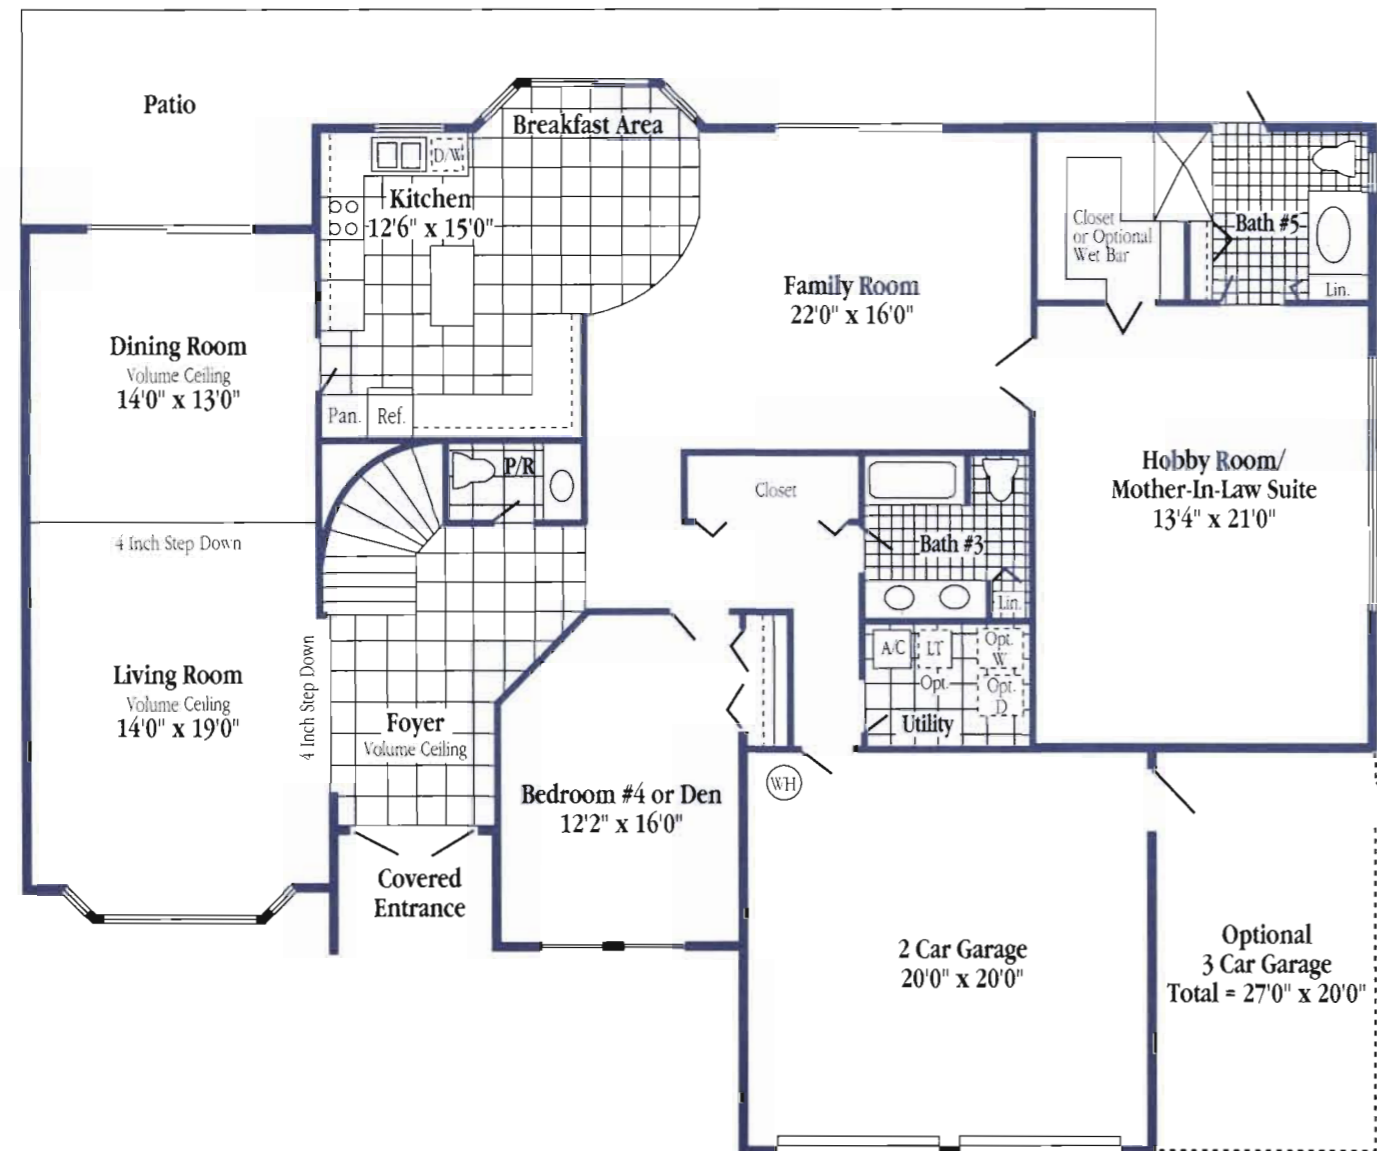 Patio
Breakfast Area
D/W
Kitchen
12'6" x 15'0"
Closet
or Optional
Wet Bar
Bath #5
Lin.
Family Room
22'0" x 16'0"
Dining Room
Volume Ceiling
14'0" x 13'0"
Pan.
Ref.
P/R
Closet
Hobby Room/
Mother-In-Law Suite
13'4" x 21'0"
4 Inch Step Down
Bath #3
Lin.
A/C
LT
Opt.
Opt.
W
Opt.
D
Utility
Living Room
Volume Ceiling
14'0" x 19'0"
4 Inch Step Down
Foyer
Volume Ceiling
WH
Bedroom #4 or Den
12'2" x 16'0"
Covered
Entrance
2 Car Garage
20'0" x 20'0"
Optional
3 Car Garage
Total = 27'0" x 20'0"